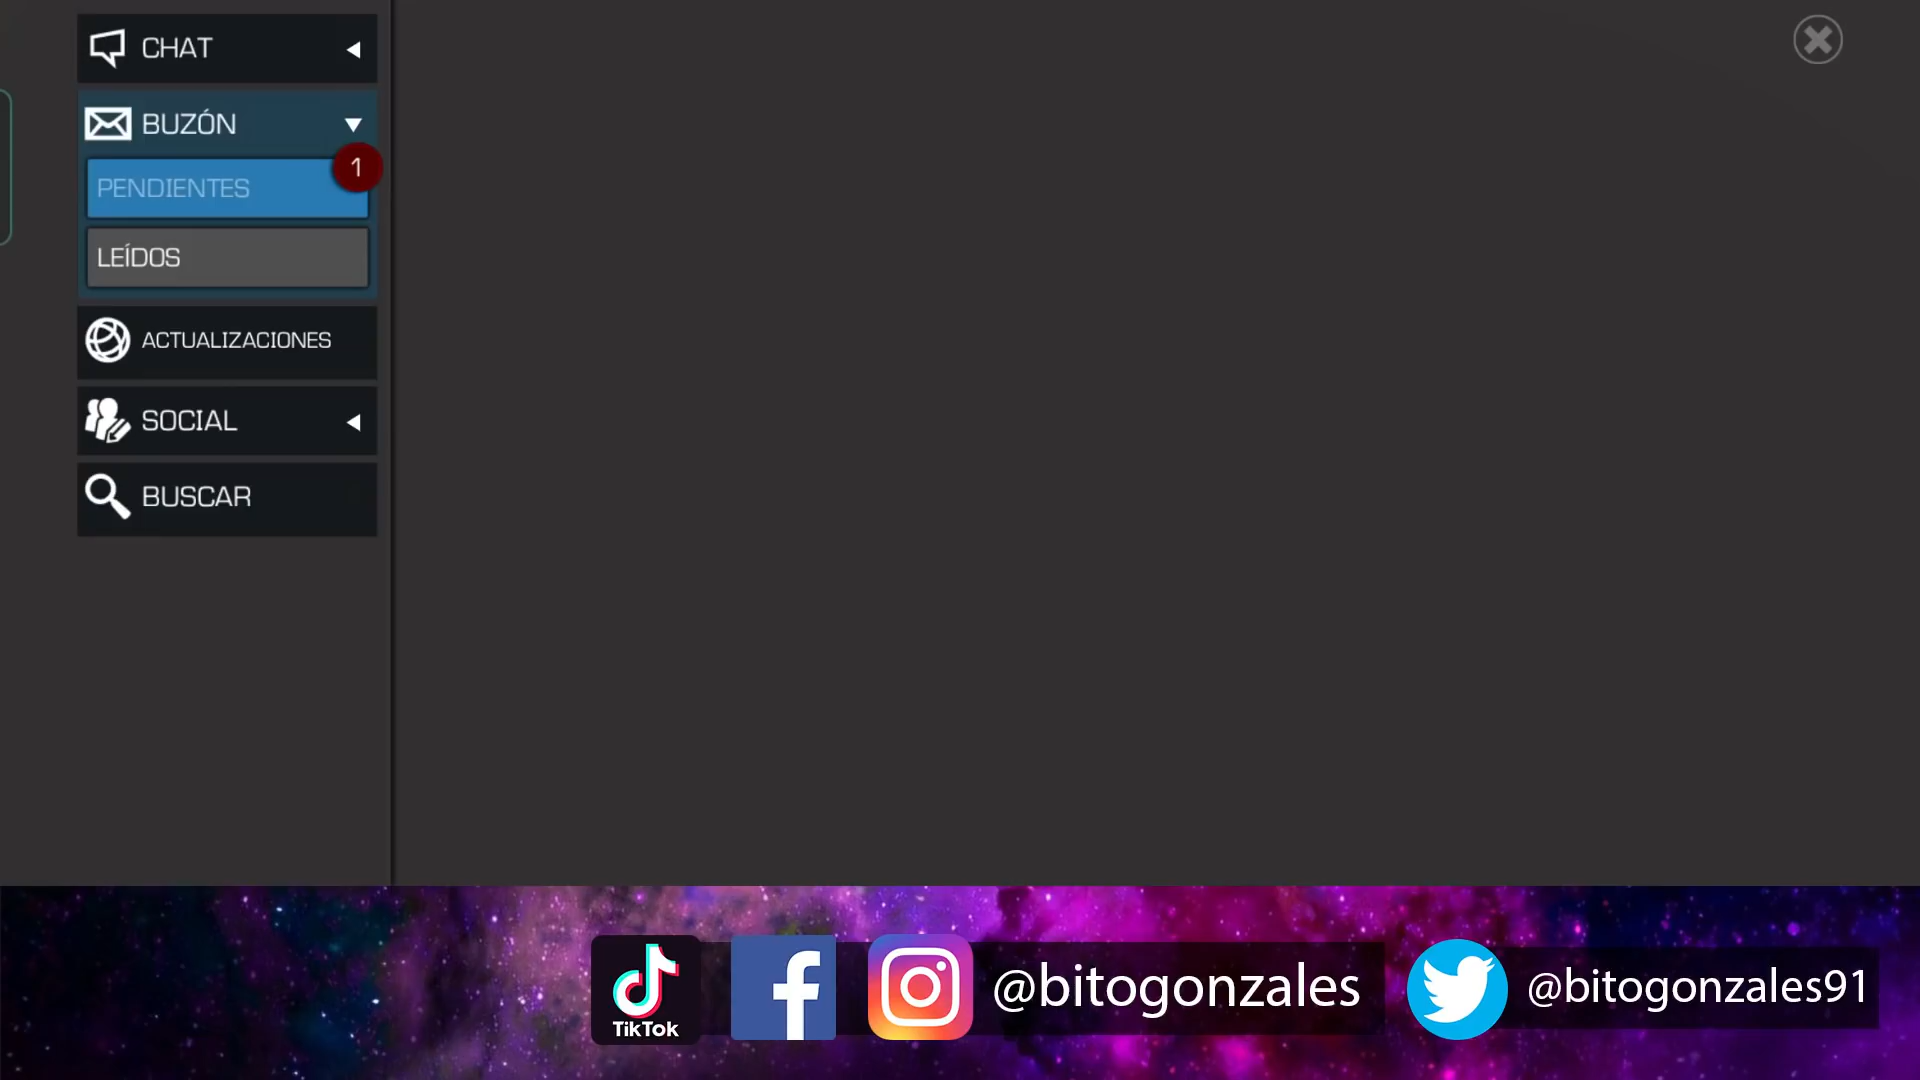 CHAT
BUZÓN
1
PENDIENTES
LEÍDOS
ACTUALIZACIONES
SOCIAL
BUSCAR
TikTok
@bitogonzales
@bitogonzales91